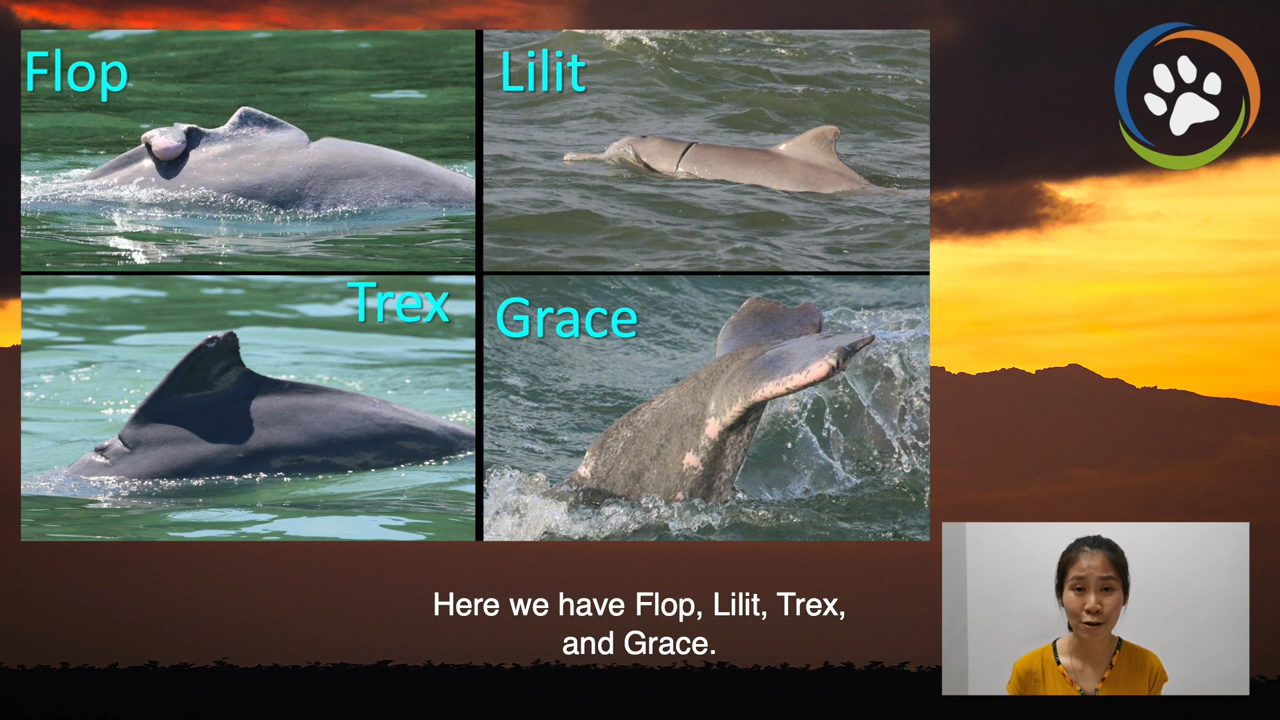 Flop
Lilit
Trex
Grace
Here we have Flop, Lilit, Trex,
and Grace.